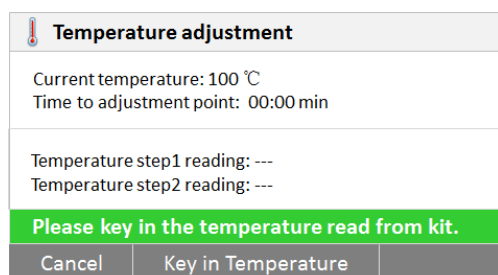 Temperature adjustment
Current temperature: 100 ℃
Time to adjustment point: 00:00 min
Temperature step1 reading: ---
Temperature step2 reading: ---
Please key in the temperature read from kit.
Cancel Key in Temperature